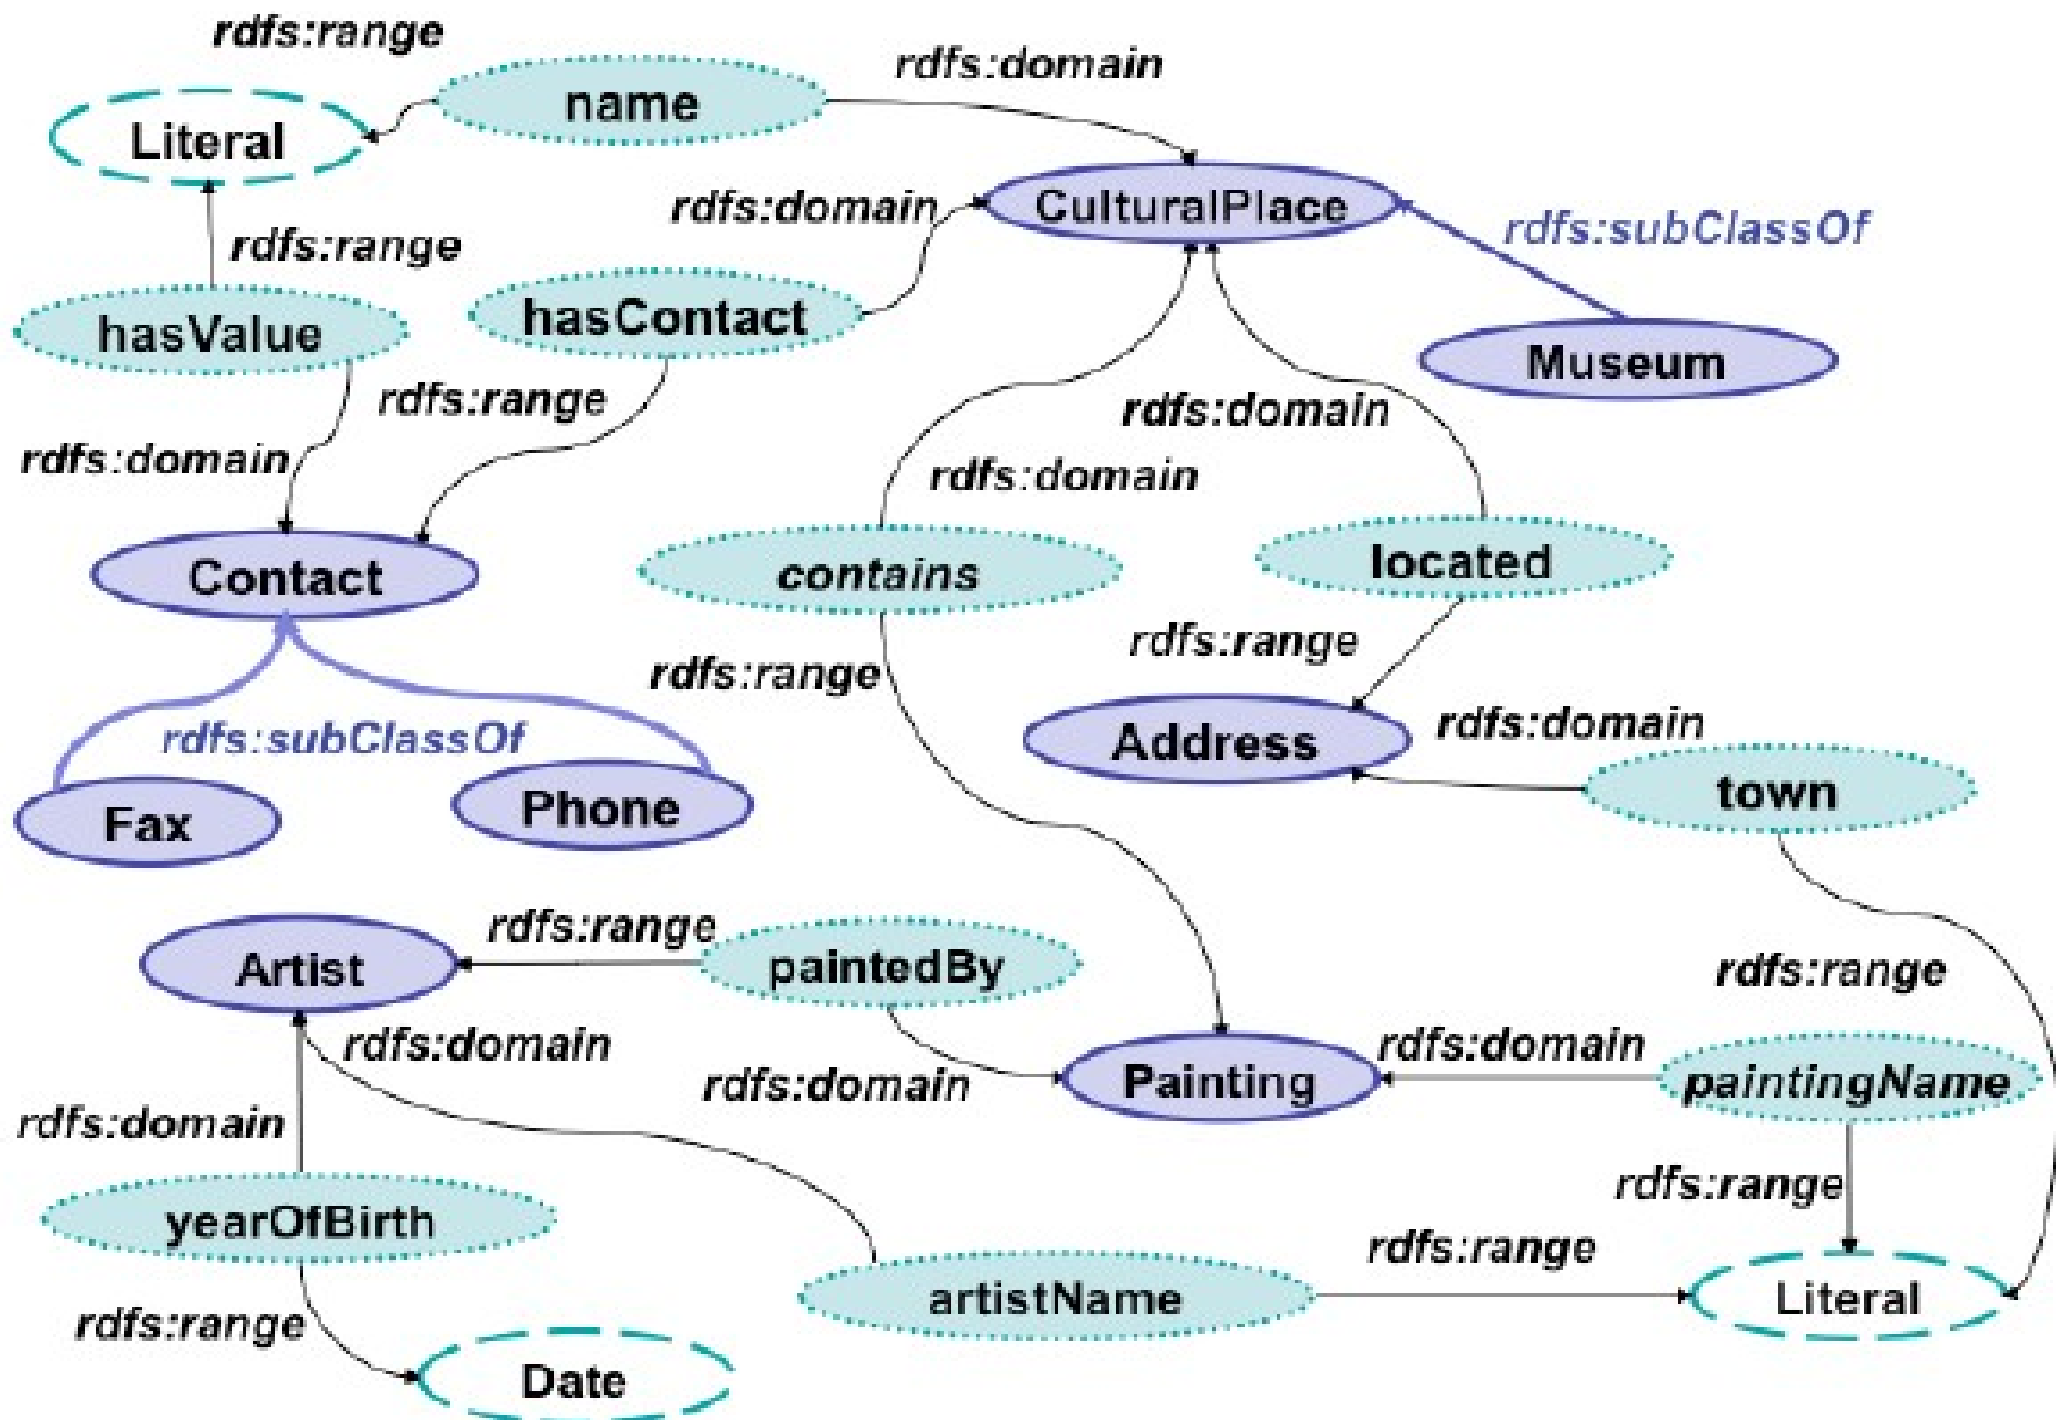 rdfs:range
rdfs:domain
name
Literal
rdfs:domain
CulturalPlace
rdfs:subClassOf
rdfs:range
hasValue
hasContact
Museum
rdfs:range
rdfs:domain
rdfs:domain
rdfs:domain
Contact
contains
located
rdfs:range
rdfs:range
rdfs:subClassOf
Address
rdfs:domain
Fax
Phone
town
Artist
rdfs:range
paintedBy
rdfs:range
rdfs:domain
rdfs:domain
Painting
rdfs:domain
paintingName
rdfs:domain
rdfs:range
yearOfBirth
rdfs:range
artistName
Literal
rdfs:range
Date